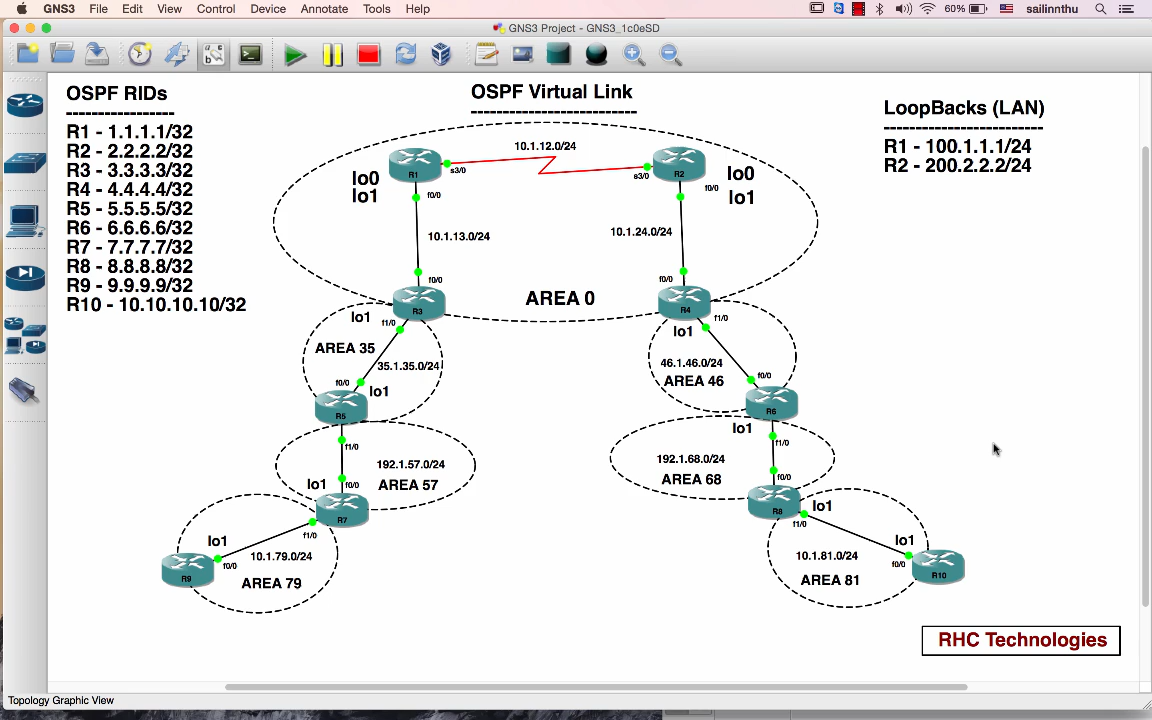 GNS3 File Edit View Control Device Annotate Tools Help
60% sailinnthu
GNS3 Project - GNS3_1c0eSD
OSPF RIDs
-----------------
R1 - 1.1.1.1/32
R2 - 2.2.2.2/32
R3 - 3.3.3.3/32
R4 - 4.4.4.4/32
R5 - 5.5.5.5/32
R6 - 6.6.6.6/32
R7 - 7.7.7.7/32
R8 - 8.8.8.8/32
R9 - 9.9.9.9/32
R10 - 10.10.10.10/32
OSPF Virtual Link
--------------------------
LoopBacks (LAN)
-------------------------
R1 - 100.1.1.1/24
R2 - 200.2.2.2/24
10.1.12.0/24
R1
s3/0
s3/0
R2
lo0
lo1
f0/0
f0/0
lo0
lo1
10.1.13.0/24
10.1.24.0/24
f0/0
f0/0
AREA 0
R3
R4
lo1
f1/0
f1/0
lo1
AREA 35
35.1.35.0/24
46.1.46.0/24
AREA 46
f0/0
lo1
f0/0
R5
R6
lo1
f1/0
f1/0
192.1.57.0/24
AREA 57
192.1.68.0/24
AREA 68
lo1
f0/0
f0/0
R7
R8
lo1
f1/0
f1/0
lo1
10.1.79.0/24
AREA 79
f0/0
R9
10.1.81.0/24
AREA 81
lo1
f0/0
R10
RHC Technologies
Topology Graphic View